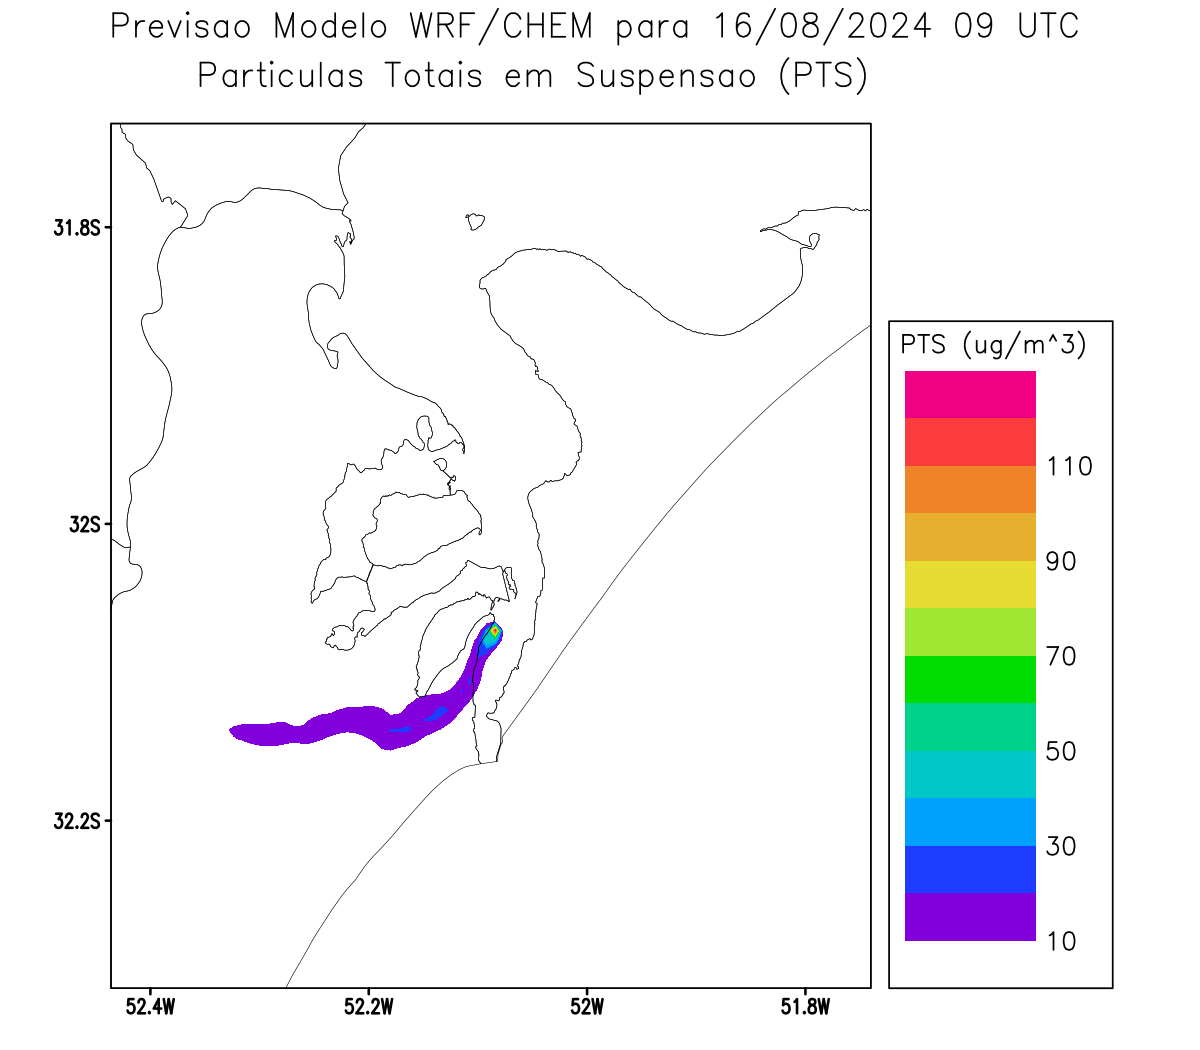 Previsao Modelo WRF/CHEM para 16/08/2024 09 UTC
Particulas Totais em Suspensao (PTS)
31.8S
32S
32.2S
52.4W
52.2W
52W
51.8W
PTS (ug/m^3)
110
90
70
50
30
10